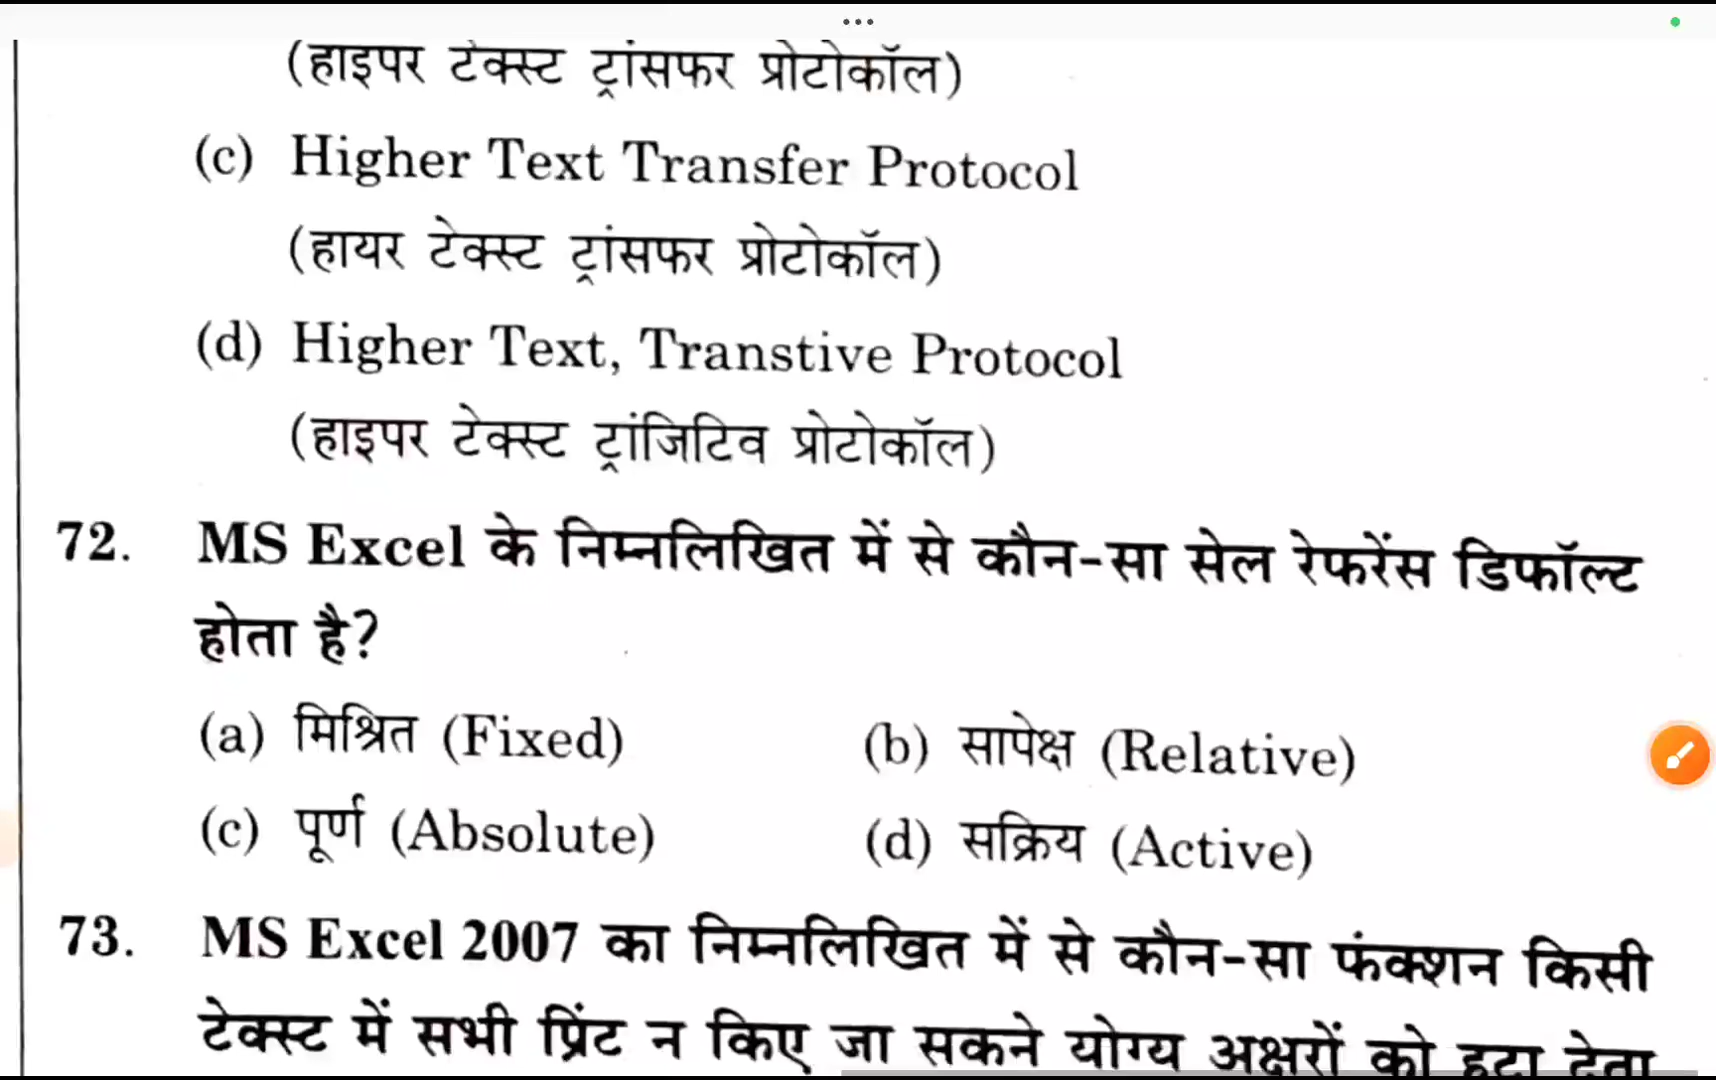 (हाइपर टेक्स्ट ट्रांसफर प्रोटोकॉल)
(c) Higher Text Transfer Protocol
(हायर टेक्स्ट ट्रांसफर प्रोटोकॉल)
(d) Higher Text, Transtive Protocol
(हाइपर टेक्स्ट ट्रांजिटिव प्रोटोकॉल)
72. MS Excel के निम्नलिखित में से कौन-सा सेल रेफरेंस डिफॉल्ट
होता है?
(a) मिश्रित (Fixed) (b) सापेक्ष (Relative)
(c) पूर्ण (Absolute) (d) सक्रिय (Active)
73. MS Excel 2007 का निम्नलिखित में से कौन-सा फंक्शन किसी
टेक्स्ट में सभी प्रिंट न किए जा सकने योग्य अक्षरों को हटा देता